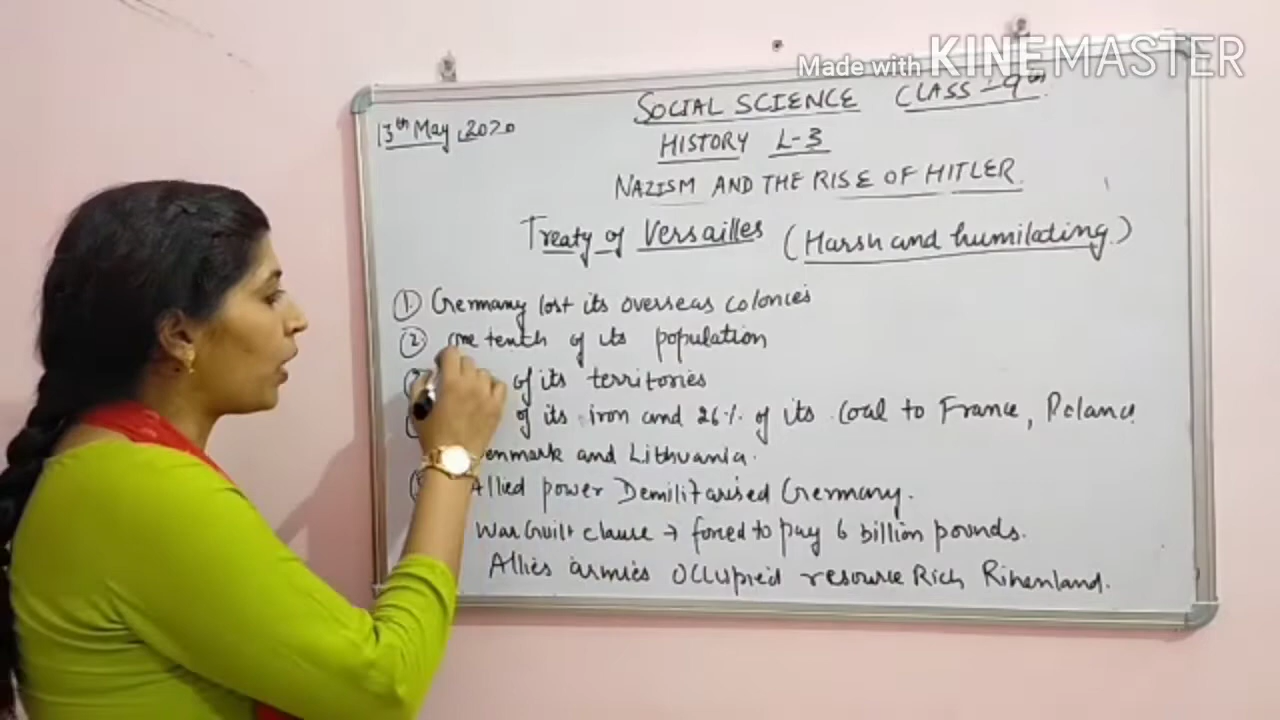 Made with KINEMASTER
SOCIAL SCIENCE CLASS - 9th
13th May, 2020
HISTORY L-3
NAZISM AND THE RISE OF HITLER.
Treaty of Versailles (Harsh and humilating.)
① Germany lost its overseas colonies
② one tenth of its population
of its territories
of its iron and 26% of its Coal to France, Poland
enmark and Lithuania.
Allied power Demilitarised Germany.
War Guilt clause → forced to pay 6 billion pounds.
Allies armies Occupied resource Rich Rihenland.